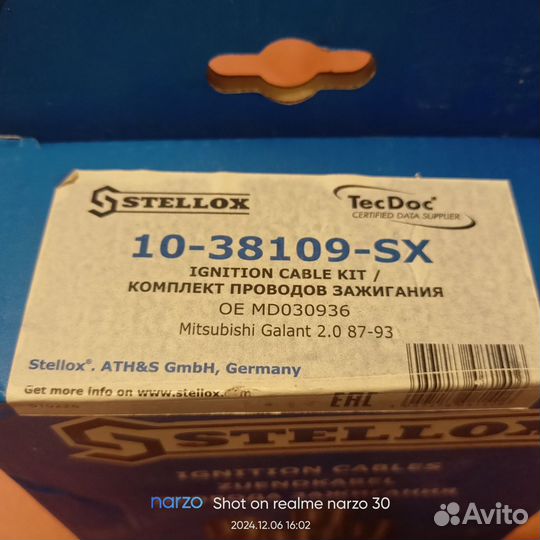 STELLOX
TecDoc
CERTIFIED DATA SUPPLIER
10-38109-SX
IGNITION CABLE KIT /
КОМПЛЕКТ ПРОВОДОВ ЗАЖИГАНИЯ
OE MD030936
Mitsubishi Galant 2.0 87-93
Stellox®. ATH&S GmbH, Germany
Get more info on www.stellox.com
EAC
STELLOX
IGNITION CABLES
ZUENDKABEL
narzo Shot on realme narzo 30
2024.12.06 16:02
Avito